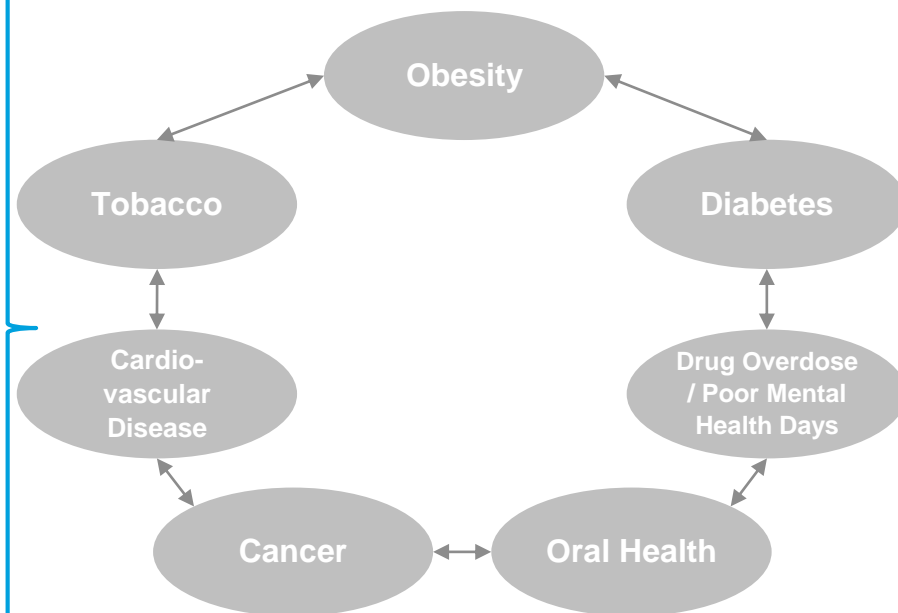 Obesity
Tobacco
Diabetes
Cardio-
vascular
Disease
Drug Overdose
/ Poor Mental
Health Days
Cancer
Oral Health